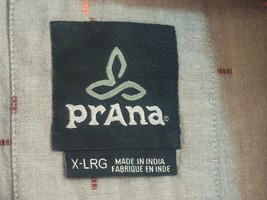 prAna©
X-LRG MADE IN INDIA
FABRIQUE EN INDE